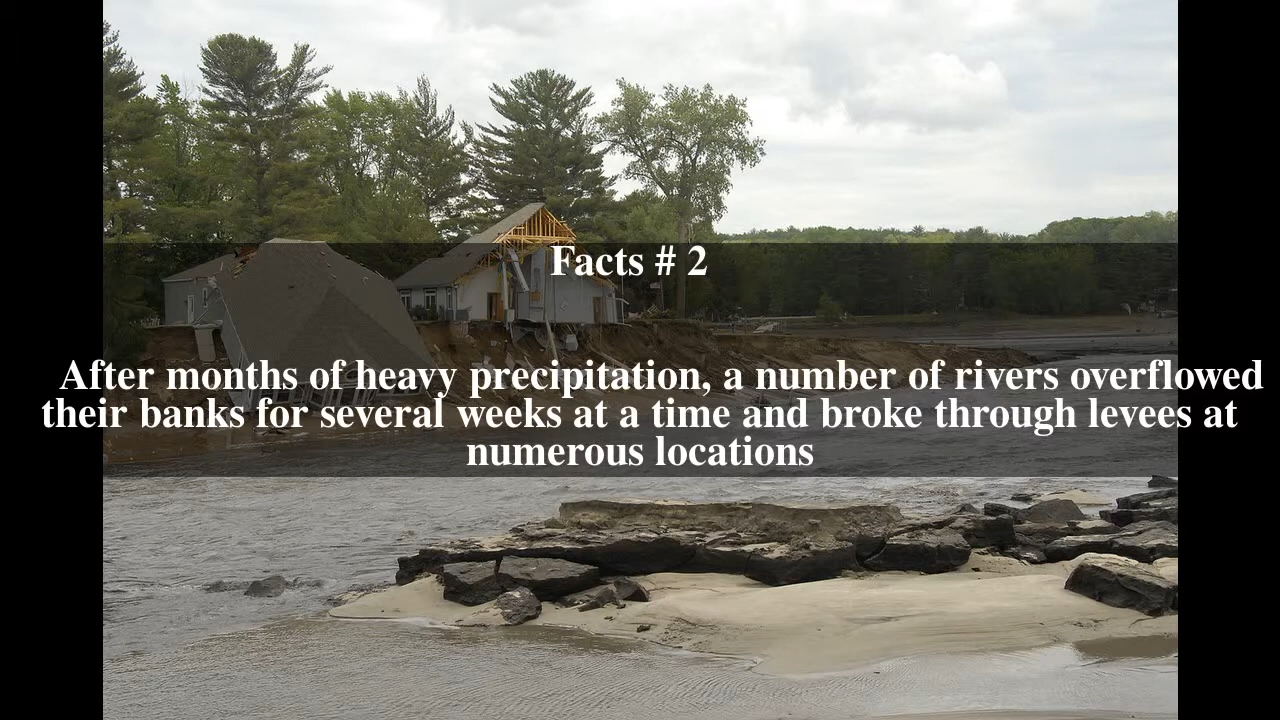 Facts # 2
After months of heavy precipitation, a number of rivers overflowed
their banks for several weeks at a time and broke through levees at
numerous locations